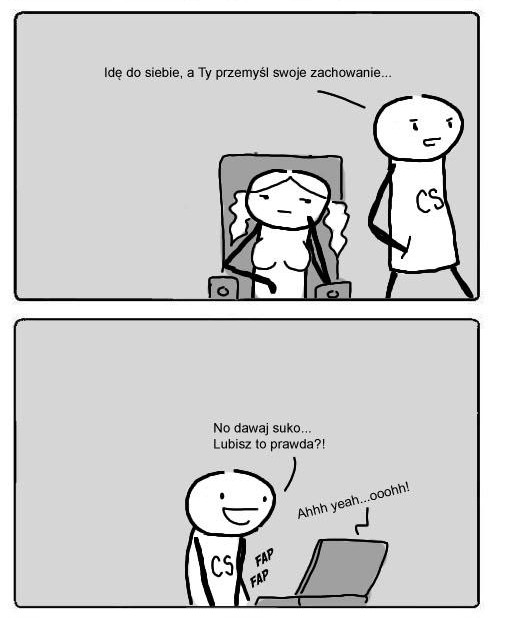 Idę do siebie, a Ty przemyśl swoje zachowanie...
CS
No dawaj suko...
Lubisz to prawda?!
Ahhh yeah...ooohh!
FAP
FAP
CS